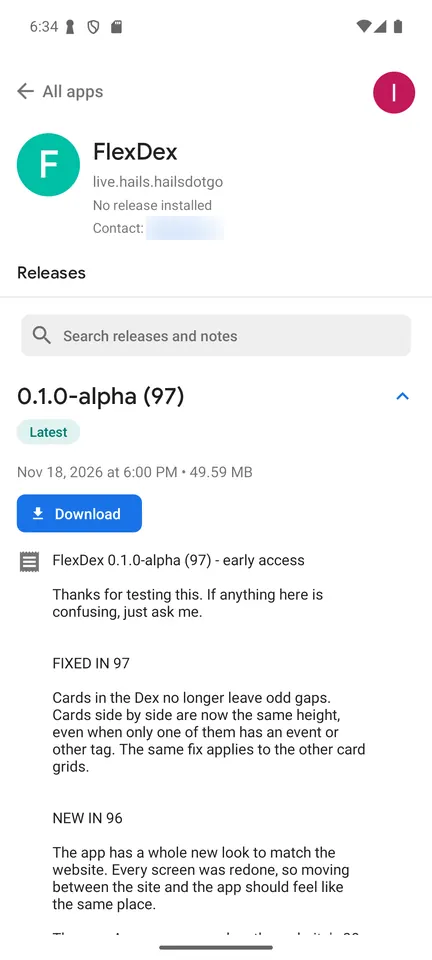 6:34
All apps
I
F
FlexDex
live.hails.hailsdotgo
No release installed
Contact:
Releases
Search releases and notes
0.1.0-alpha (97)
Latest
Nov 18, 2026 at 6:00 PM • 49.59 MB
Download
FlexDex 0.1.0-alpha (97) - early access
Thanks for testing this. If anything here is
confusing, just ask me.
FIXED IN 97
Cards in the Dex no longer leave odd gaps.
Cards side by side are now the same height,
even when only one of them has an event or
other tag. The same fix applies to the other card
grids.
NEW IN 96
The app has a whole new look to match the
website. Every screen was redone, so moving
between the site and the app should feel like
the same place.